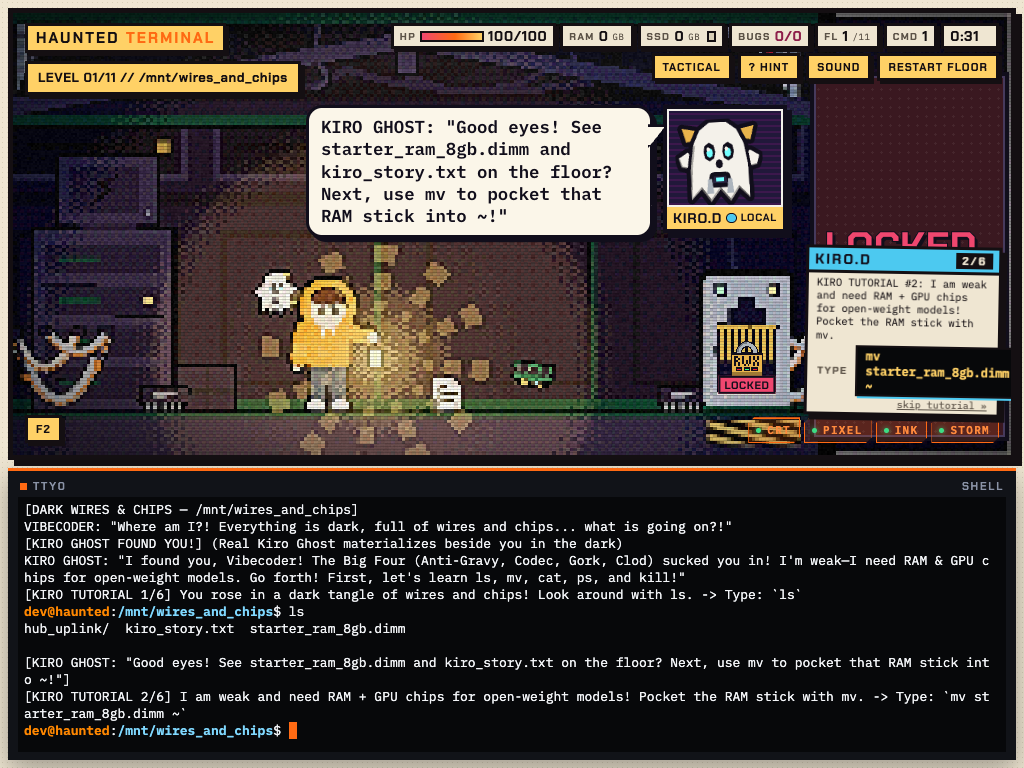 HAUNTED TERMINAL
HP 100/100 RAM 0 GB SSD 0 GB BUGS 0/0 FL 1 /11 CMD 1 0:31
LEVEL 01/11 // /mnt/wires_and_chips
TACTICAL ? HINT SOUND RESTART FLOOR
KIRO GHOST: "Good eyes! See
starter_ram_8gb.dimm and
kiro_story.txt on the floor?
Next, use mv to pocket that
RAM stick into ~!"
KIRO.D LOCAL
LOCKED
KIRO.D 2/6
KIRO TUTORIAL #2: I am weak
and need RAM + GPU chips
for open-weight models!
Pocket the RAM stick with
mv.
TYPE
mv
starter_ram_8gb.dimm
~
skip tutorial »
RWX
LOCKED
F2
CRT PIXEL INK STORM
TTY0 SHELL
[DARK WIRES & CHIPS — /mnt/wires_and_chips]
VIBECODER: "Where am I?! Everything is dark, full of wires and chips... what is going on?!"
[KIRO GHOST FOUND YOU!] (Real Kiro Ghost materializes beside you in the dark)
KIRO GHOST: "I found you, Vibecoder! The Big Four (Anti-Gravy, Codec, Gork, Clod) sucked you in! I'm weak—I need RAM & GPU c
hips for open-weight models. Go forth! First, let's learn ls, mv, cat, ps, and kill!"
[KIRO TUTORIAL 1/6] You rose in a dark tangle of wires and chips! Look around with ls. -> Type: `ls`
dev@haunted:/mnt/wires_and_chips$ ls
hub_uplink/  kiro_story.txt  starter_ram_8gb.dimm
[KIRO GHOST: "Good eyes! See starter_ram_8gb.dimm and kiro_story.txt on the floor? Next, use mv to pocket that RAM stick int
o ~!"]
[KIRO TUTORIAL 2/6] I am weak and need RAM + GPU chips for open-weight models! Pocket the RAM stick with mv. -> Type: `mv st
arter_ram_8gb.dimm ~`
dev@haunted:/mnt/wires_and_chips$